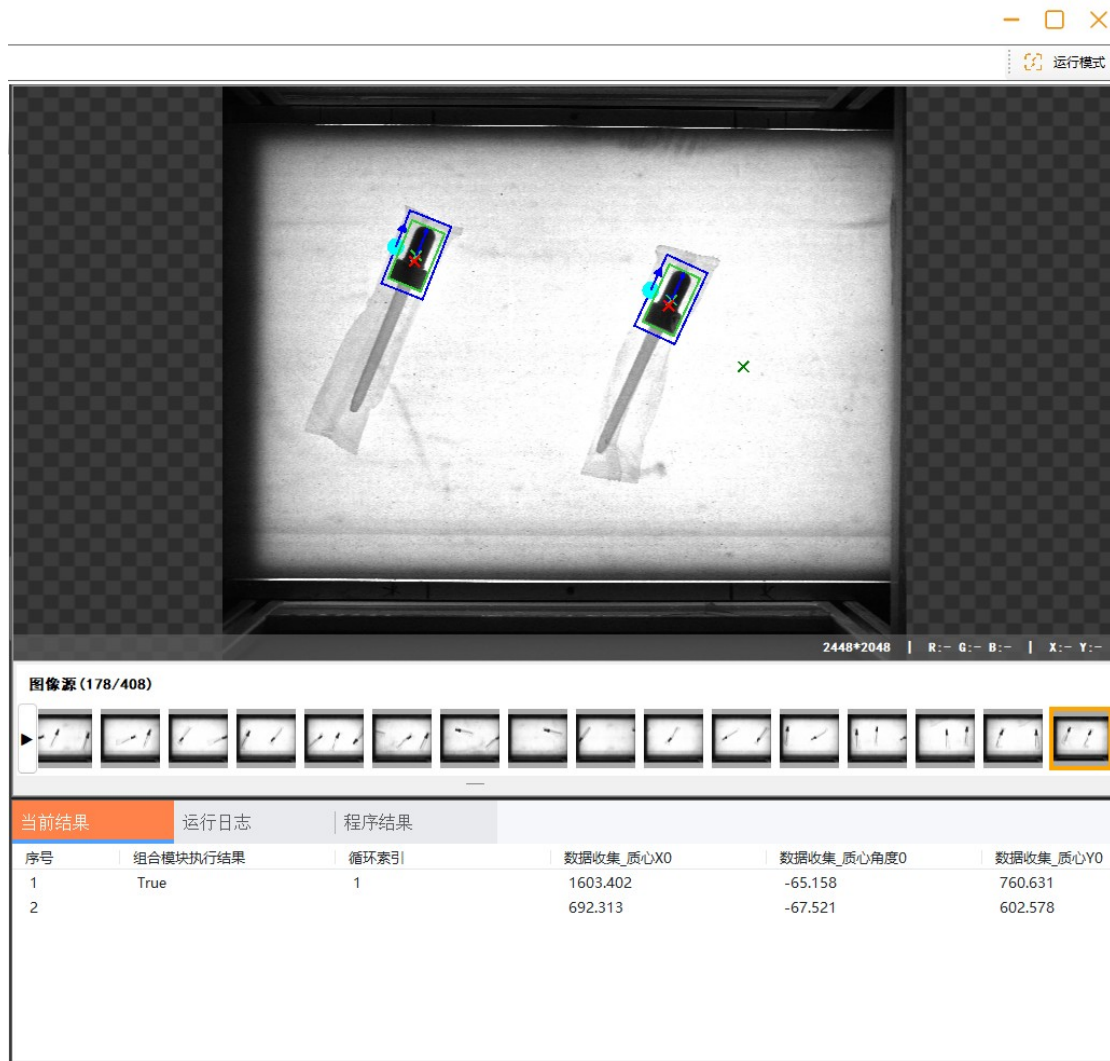 运行模式
2448*2048 | R:- G:- B:- | X:- Y:-
图像源(178/408)
当前结果 运行日志 程序结果
序号 组合模块执行结果 循环索引 数据收集_质心X0 数据收集_质心角度0 数据收集_质心Y0
1 True 1 1603.402 -65.158 760.631
2 692.313 -67.521 602.578